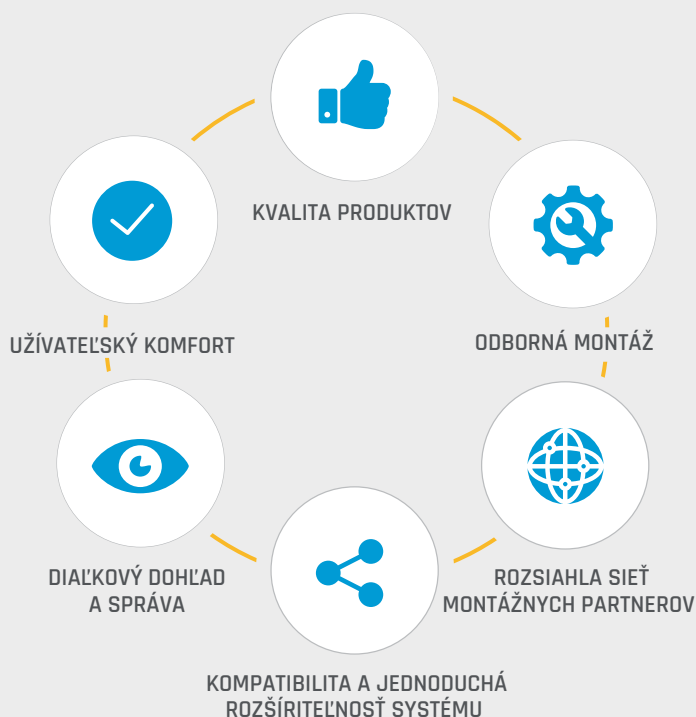 KVALITA PRODUKTOV
UŽÍVATEĽSKÝ KOMFORT
ODBORNÁ MONTÁŽ
DIAĽKOVÝ DOHĽAD
A SPRÁVA
ROZSIAHLA SIEŤ
MONTÁŽNYCH PARTNEROV
KOMPATIBILITA A JEDNODUCHÁ
ROZŠÍRITEĽNOSŤ SYSTÉMU